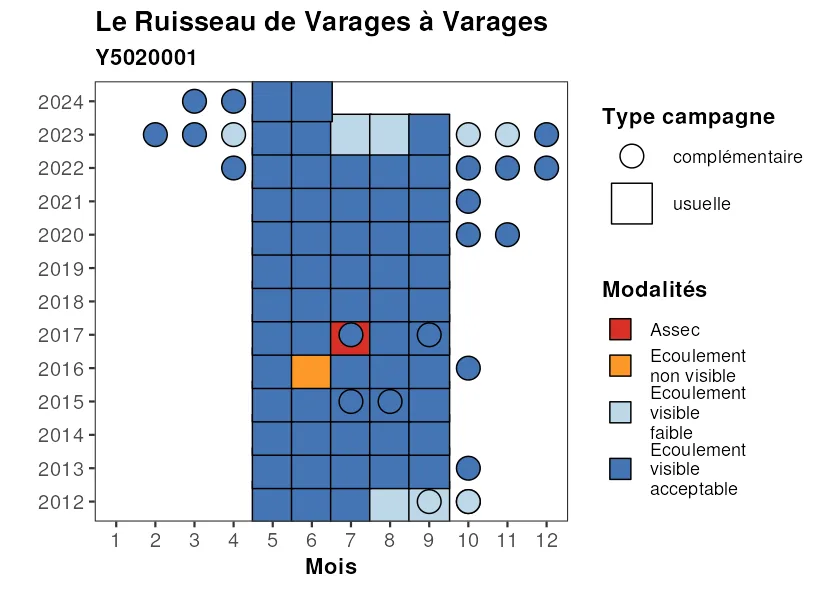 Le Ruisseau de Varages à Varages
Y5020001
2024
2023
2022
2021
2020
2019
2018
2017
2016
2015
2014
2013
2012
1 2 3 4 5 6 7 8 9 10 11 12
Mois
Type campagne
complémentaire
usuelle
Modalités
Assec
Ecoulement
non visible
Ecoulement
visible
faible
Ecoulement
visible
acceptable